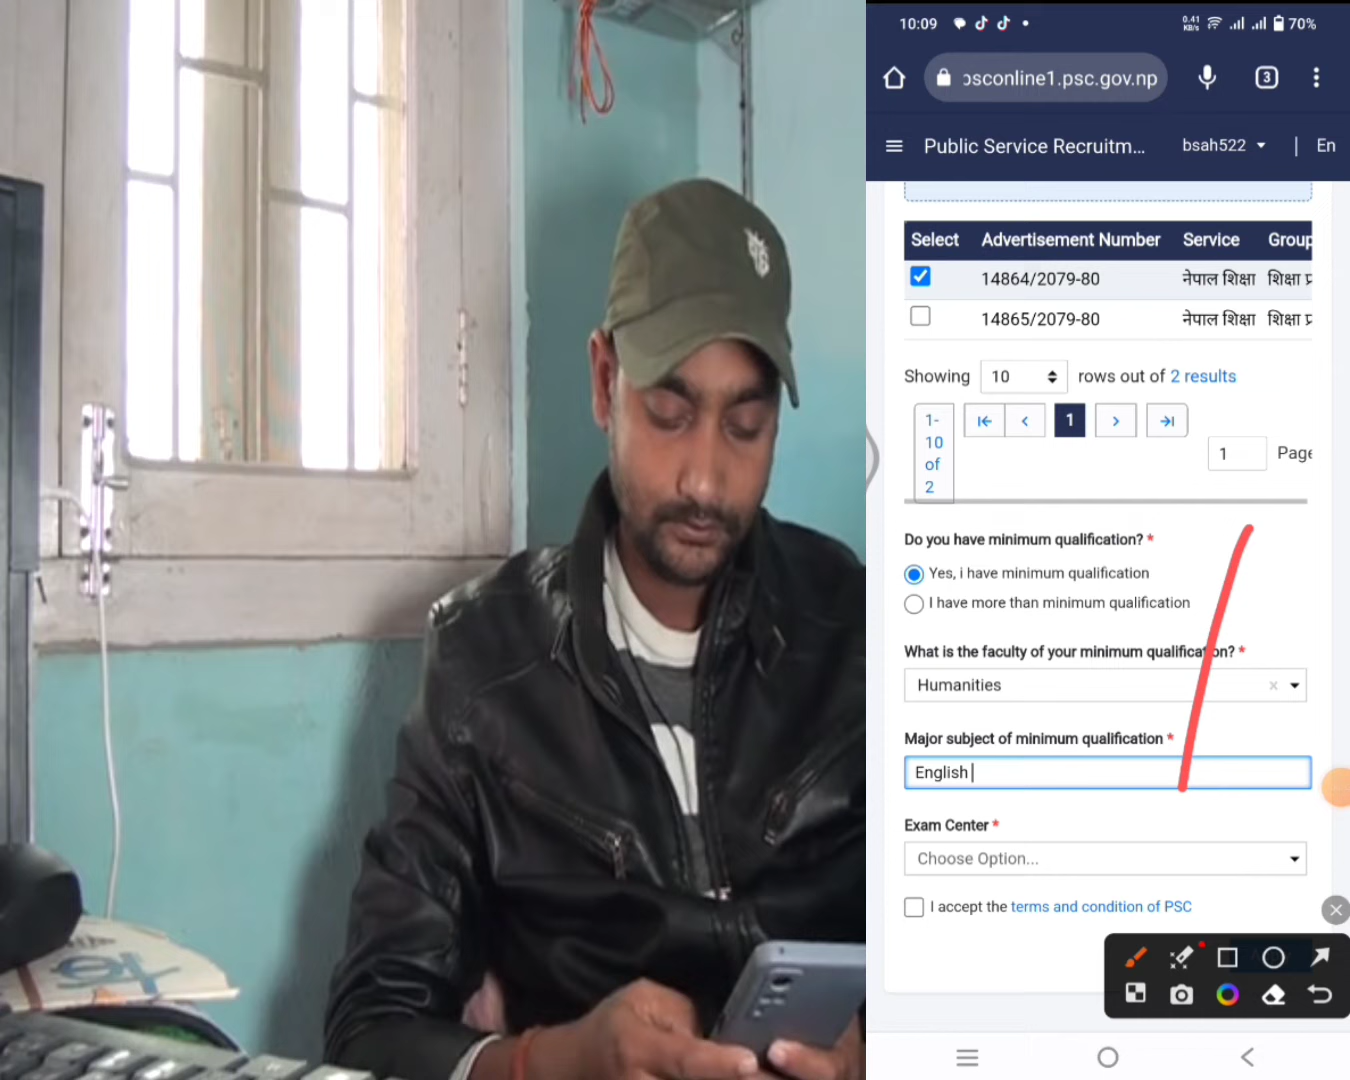 10:09
0.41
KB/s
70%
psconline1.psc.gov.np
3
Public Service Recruitm...
bsah522
En
Select Advertisement Number Service Group
14864/2079-80 नेपाल शिक्षा शिक्षा प्र
14865/2079-80 नेपाल शिक्षा शिक्षा प्र
Showing 10 rows out of 2 results
1-
10
of
2
1
1 Page
Do you have minimum qualification? *
Yes, i have minimum qualification
I have more than minimum qualification
What is the faculty of your minimum qualification? *
Humanities
Major subject of minimum qualification *
English
Exam Center *
Choose Option...
I accept the terms and condition of PSC